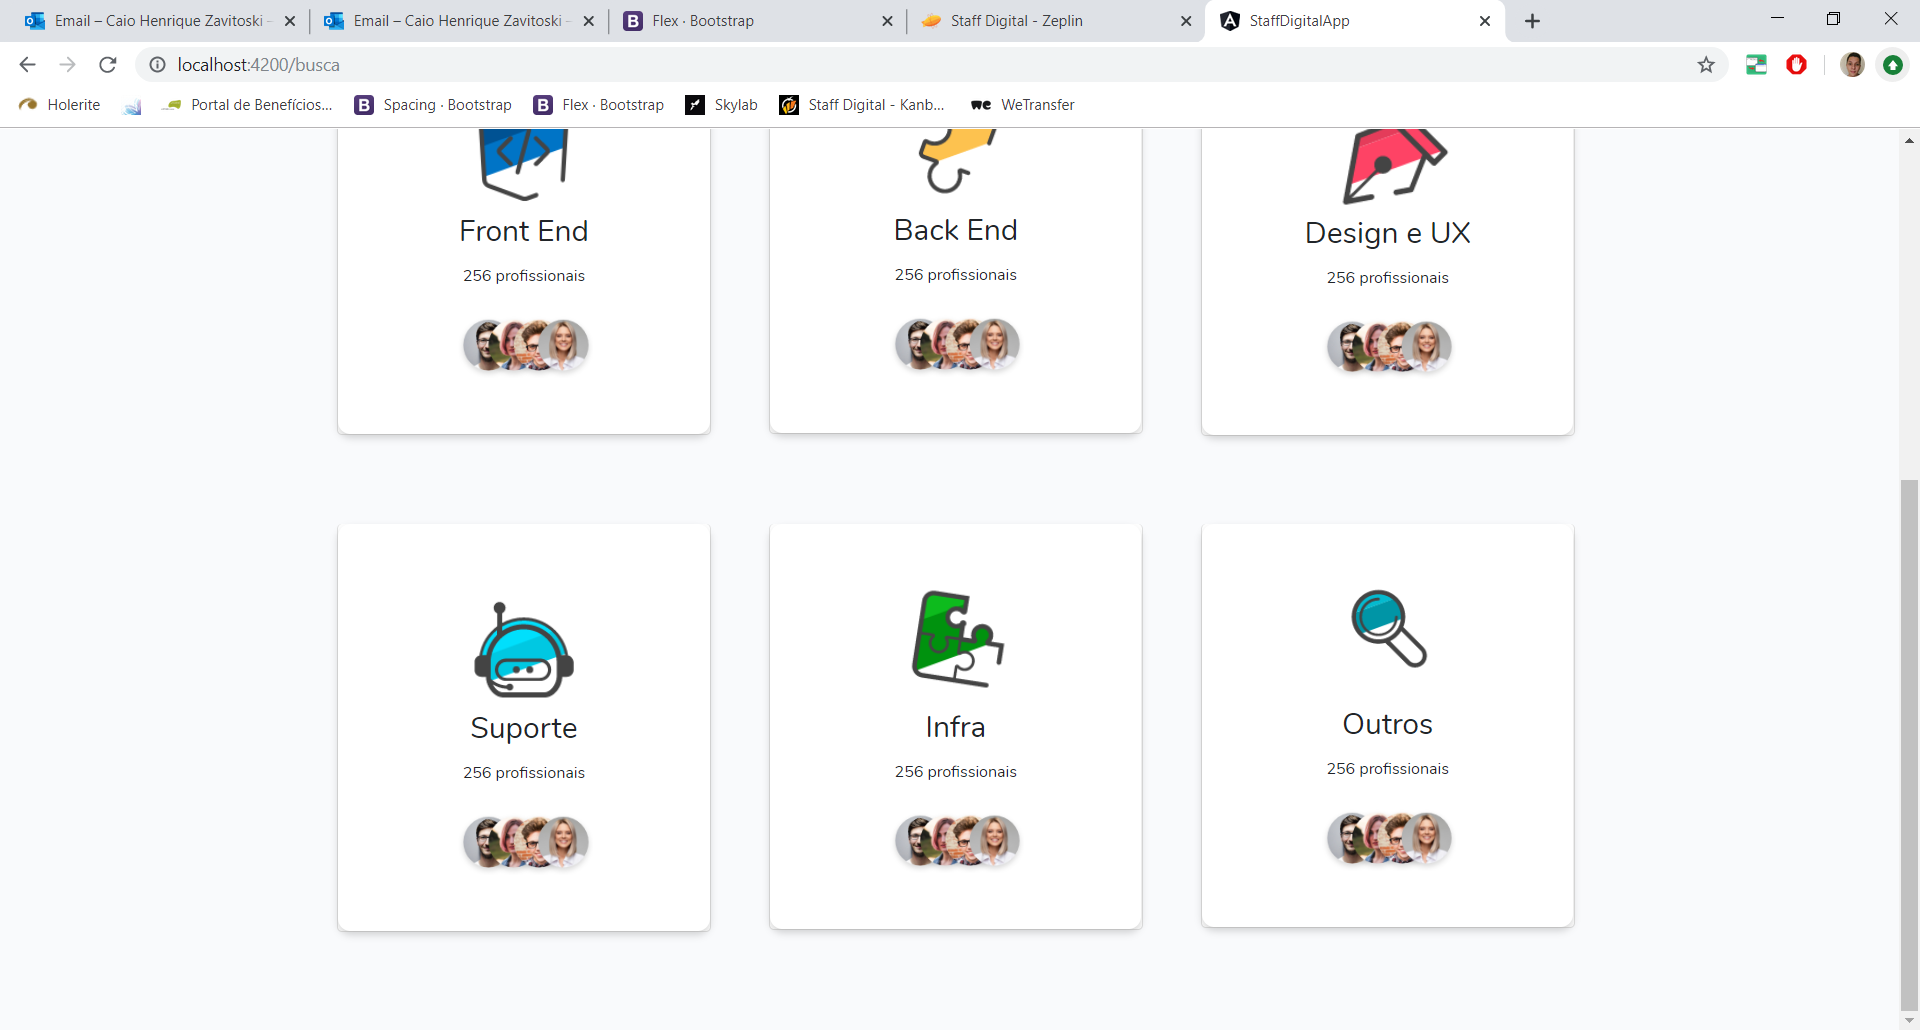 Email – Caio Henrique Zavitoski – Email – Caio Henrique Zavitoski – Flex · Bootstrap Staff Digital - Zeplin StaffDigitalApp
localhost:4200/busca
Holerite Portal de Benefícios... Spacing · Bootstrap Flex · Bootstrap Skylab Staff Digital - Kanb... WeTransfer
Front End Back End Design e UX
256 profissionais 256 profissionais 256 profissionais
Suporte Infra Outros
256 profissionais 256 profissionais 256 profissionais